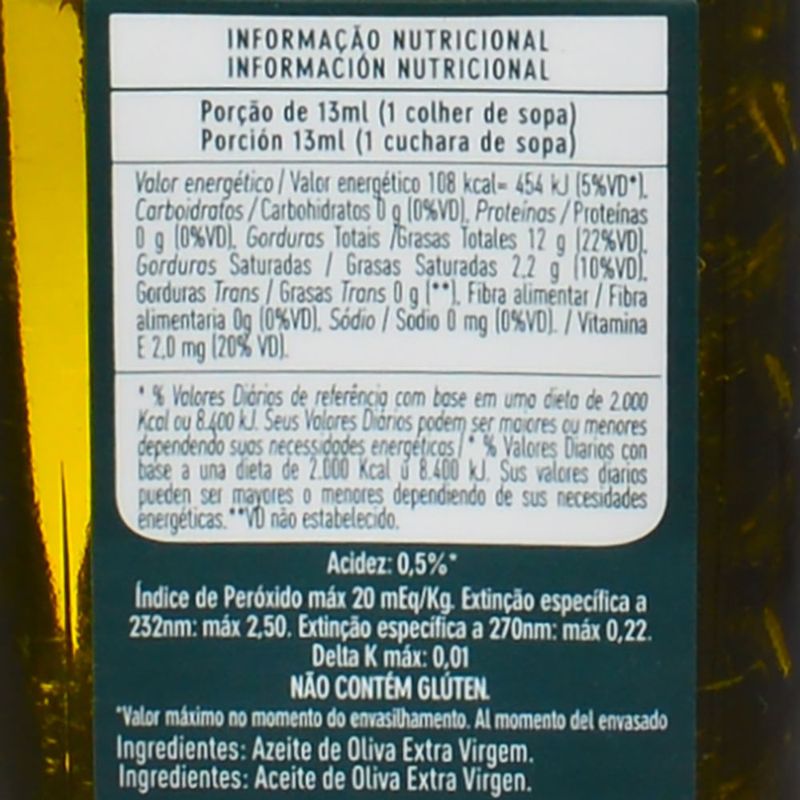 INFORMAÇÃO NUTRICIONAL
INFORMACIÓN NUTRICIONAL
Porção de 13ml (1 colher de sopa)
Porción 13ml (1 cuchara de sopa)
Valor energético / Valor energético 108 kcal= 454 kJ (5%VD*).
Carboidratos / Carbohidratos 0 g (0%VD). Proteínas / Proteínas
0 g (0%VD). Gorduras Totais /Grasas Totales 12 g (22%VD).
Gorduras Saturadas / Grasas Saturadas 2,2 g (10%VD).
Gorduras Trans / Grasas Trans 0 g (**). Fibra alimentar / Fibra
alimentaria 0g (0%VD). Sódio / Sodio 0 mg (0%VD). / Vitamina
E 2,0 mg (20% VD).
* % Valores Diários de referência com base em uma dieta de 2.000
Kcal ou 8.400 kJ. Seus Valores Diários podem ser maiores ou menores
dependendo suas necessidades energéticas / * % Valores Diarios con
base a una dieta de 2.000 Kcal ú 8.400 kJ. Sus valores diarios
pueden ser mayores o menores dependiendo de sus necesidades
energéticas.**VD não estabelecido.
Acidez: 0,5%*
Índice de Peróxido máx 20 mEq/Kg. Extinção específica a
232nm: máx 2,50. Extinção específica a 270nm: máx 0,22.
Delta K máx: 0,01
NÃO CONTÉM GLÚTEN.
*Valor máximo no momento do envasilhamento. Al momento del envasado
Ingredientes: Azeite de Oliva Extra Virgem.
Ingredientes: Aceite de Oliva Extra Virgen.